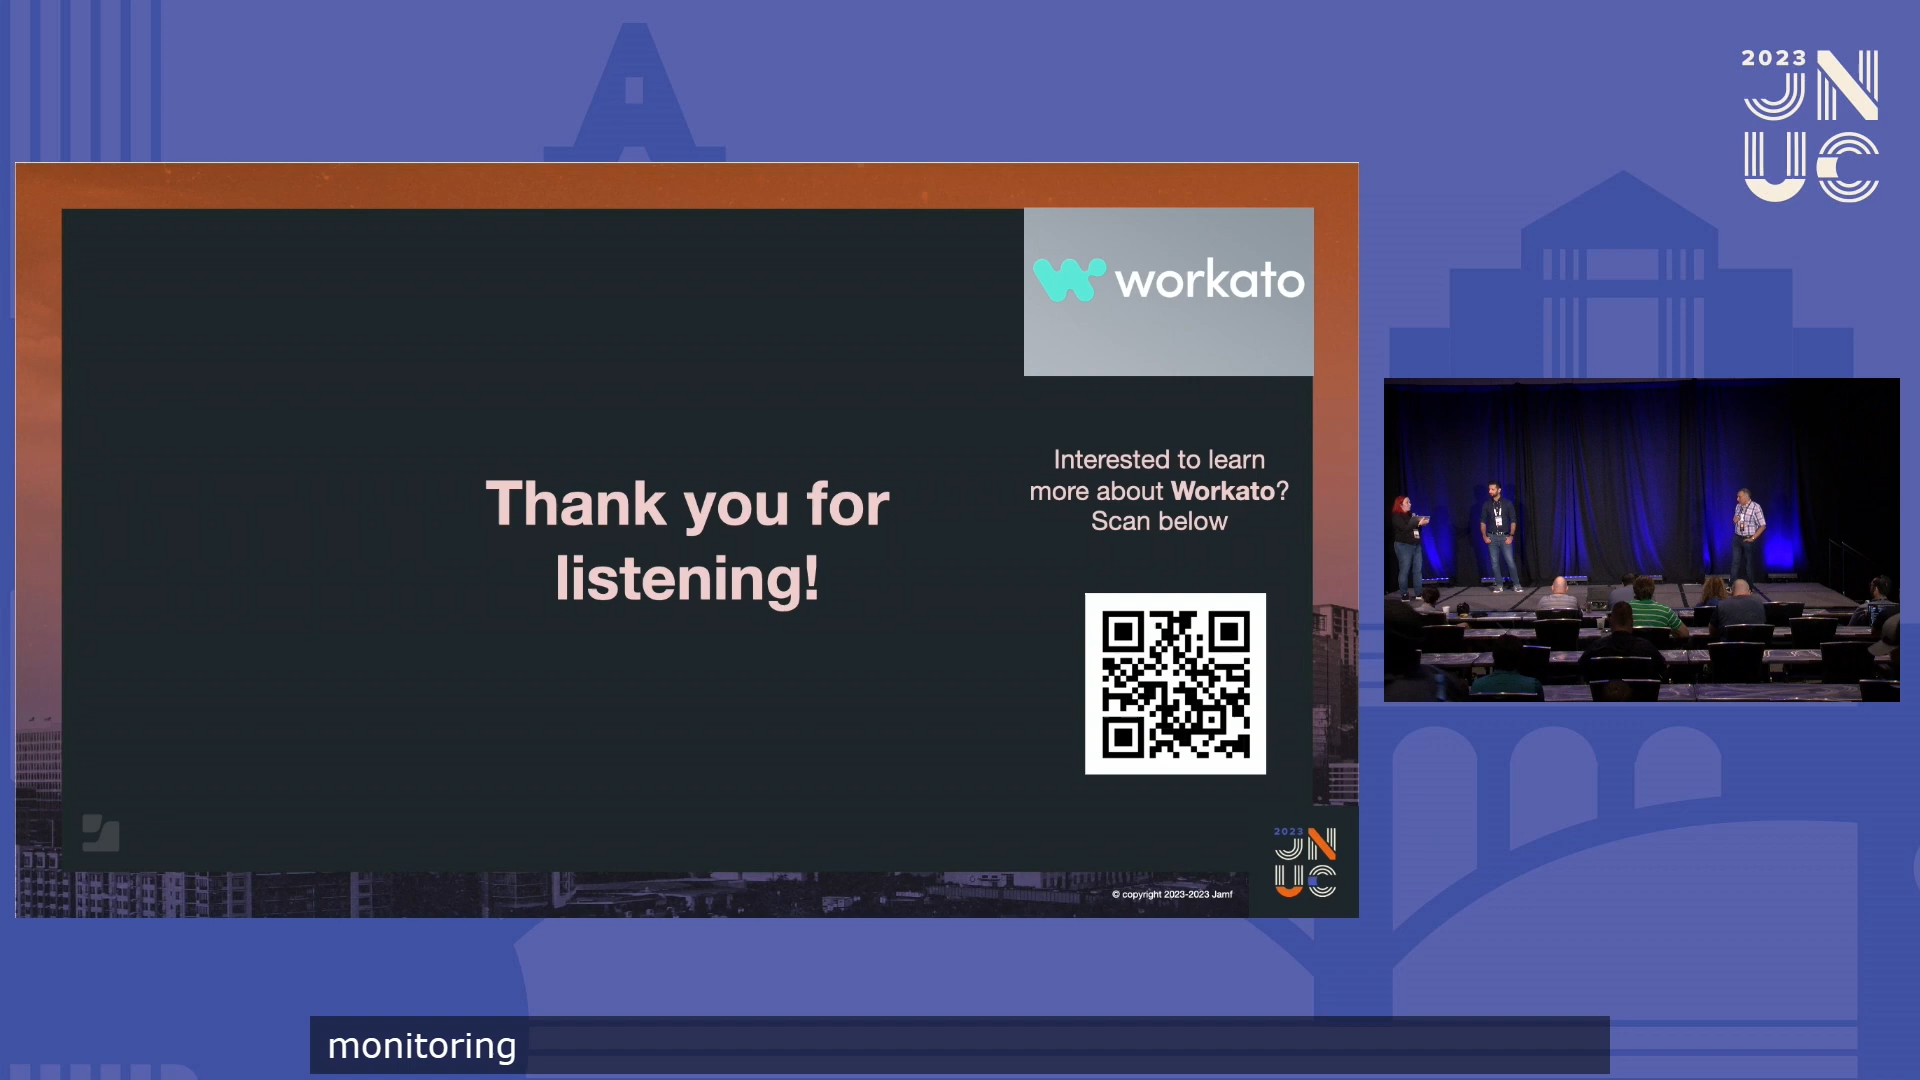 2023
JN
UC
workato
Interested to learn
more about Workato?
Scan below
Thank you for
listening!
2023
JN
UC
© copyright 2023-2023 Jamf
monitoring